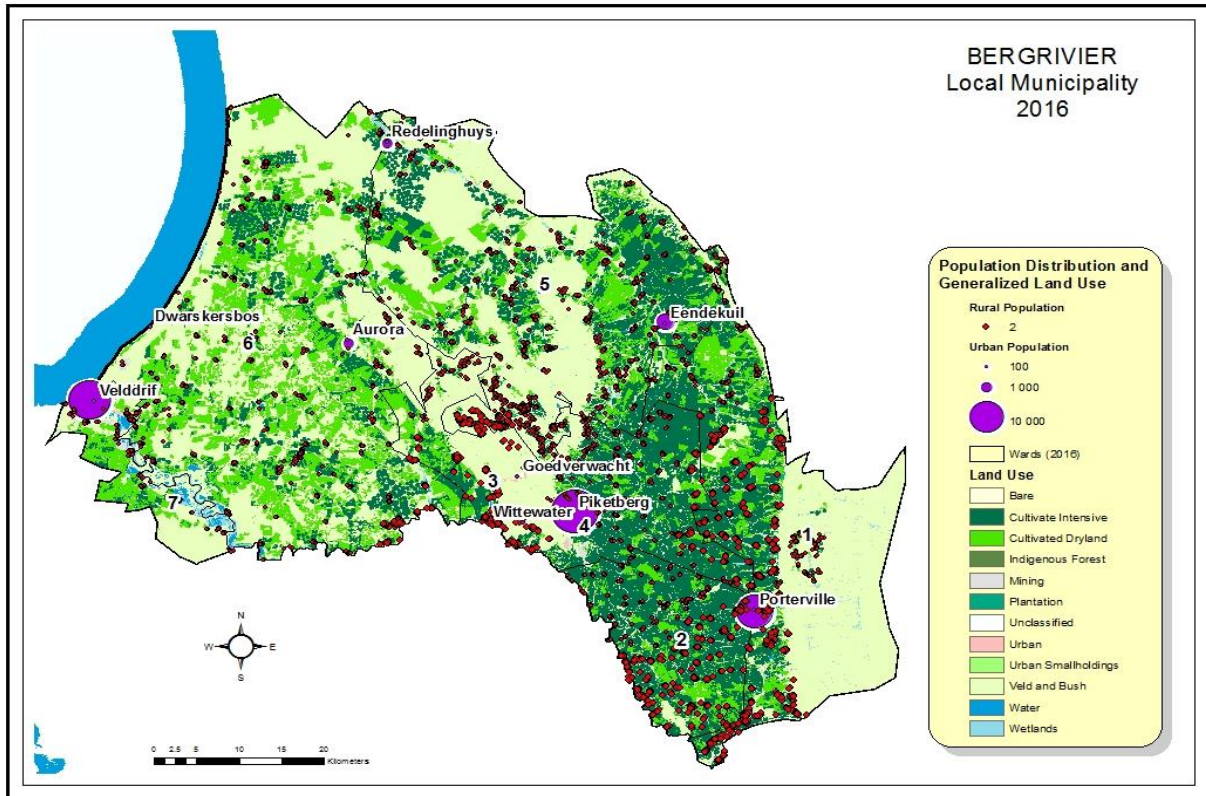 BERGRIVIER
Local Municipality
2016
Redelinghuys
5
Dwarskersbos
6
Aurora
Eendekuil
Velddrif
Goedverwacht
3
Piketberg
Wittewater
4
7
1
Porterville
2
N
W
E
S
0 2.5 5 10 15 20
Kilometers
Population Distribution and
Generalized Land Use
Rural Population
2
Urban Population
100
1 000
10 000
Wards (2016)
Land Use
Bare
Cultivate Intensive
Cultivated Dryland
Indigenous Forest
Mining
Plantation
Unclassified
Urban
Urban Smallholdings
Veld and Bush
Water
Wetlands